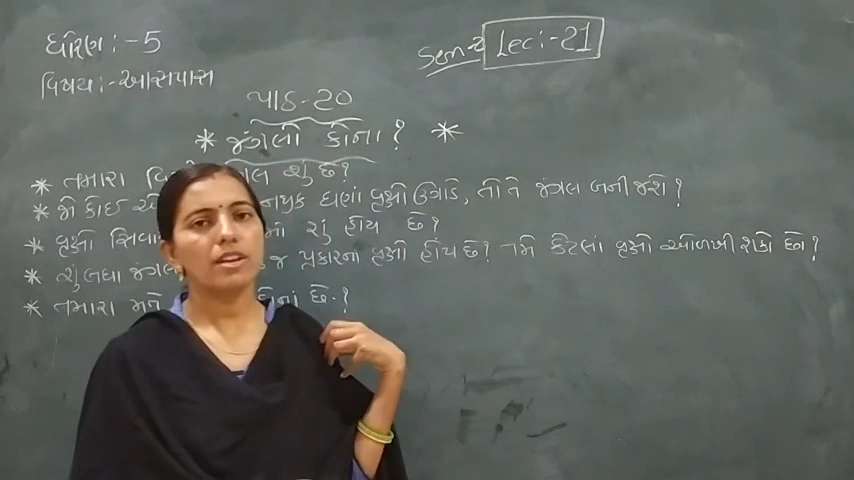 ધોરણ :- 5
Sem-2 Lec:- 21
વિષય:- આસપાસ
પાઠ-20
* જંગલો કોના? *
* તમારા છે?
* જો કોઈ ઘણાં વૃક્ષો ઉગાડે, તો તે જંગલ બની જશે?
* વૃક્ષો સિવાય શું હોય છે?
* શું બધા જ પ્રકારના વૃક્ષો હોય છે? તમે કેટલાં વૃક્ષો ઓળખી શકો છો?
* તમારા મતે છે.?